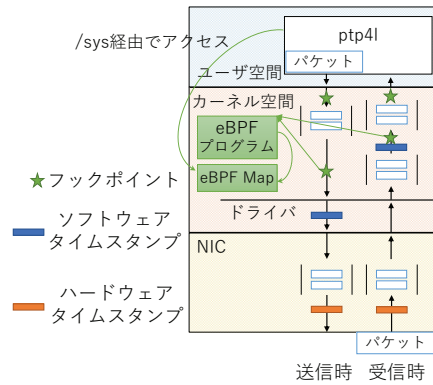 /sys経由でアクセス
ptp4l
パケット
ユーザ空間
カーネル空間
eBPF
プログラム
eBPF Map
フックポイント
ドライバ
ソフトウェア
タイムスタンプ
NIC
ハードウェア
タイムスタンプ
パケット
送信時 受信時